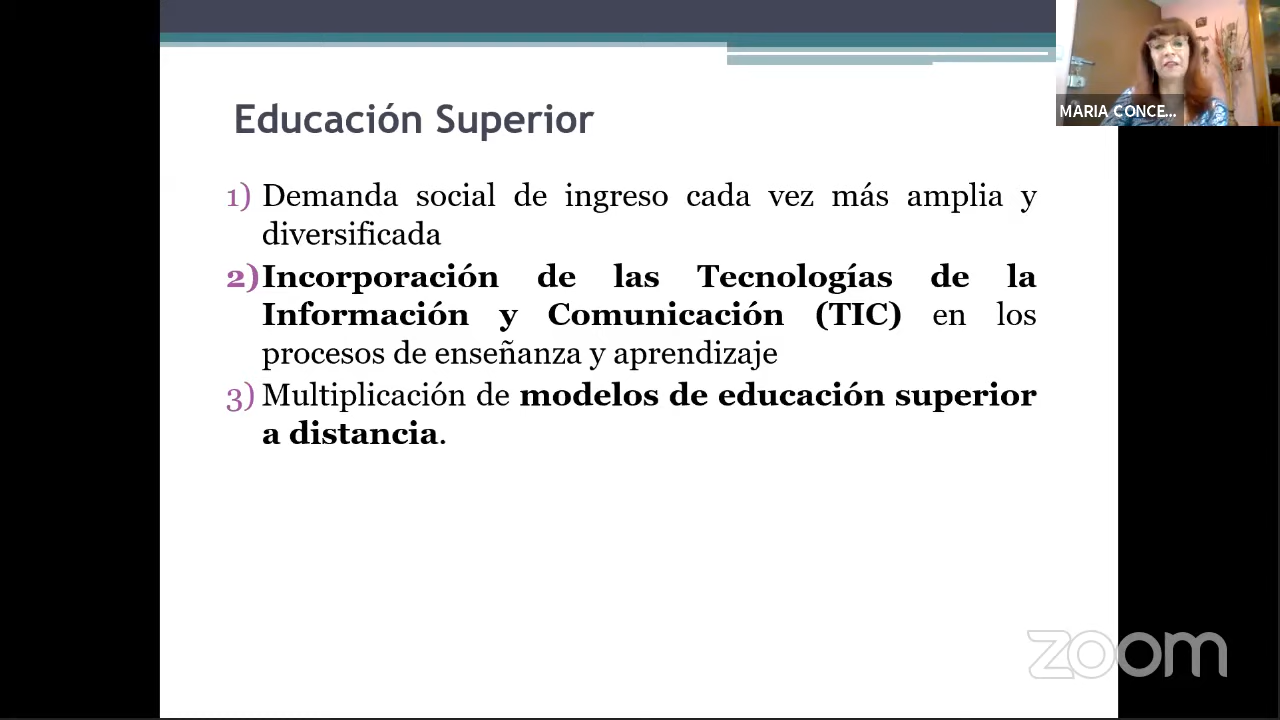 MARIA CONCE...
Educación Superior
1) Demanda social de ingreso cada vez más amplia y
diversificada
2) Incorporación de las Tecnologías de la
Información y Comunicación (TIC) en los
procesos de enseñanza y aprendizaje
3) Multiplicación de modelos de educación superior
a distancia.
zoom